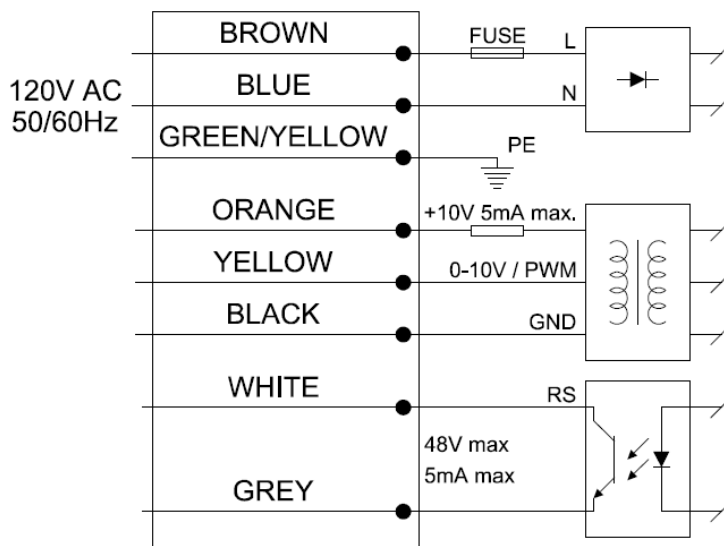 120V AC
50/60Hz
BROWN
FUSE
L
BLUE
N
GREEN/YELLOW
PE
ORANGE
+10V 5mA max.
YELLOW
0-10V / PWM
BLACK
GND
WHITE
RS
48V max
5mA max
GREY